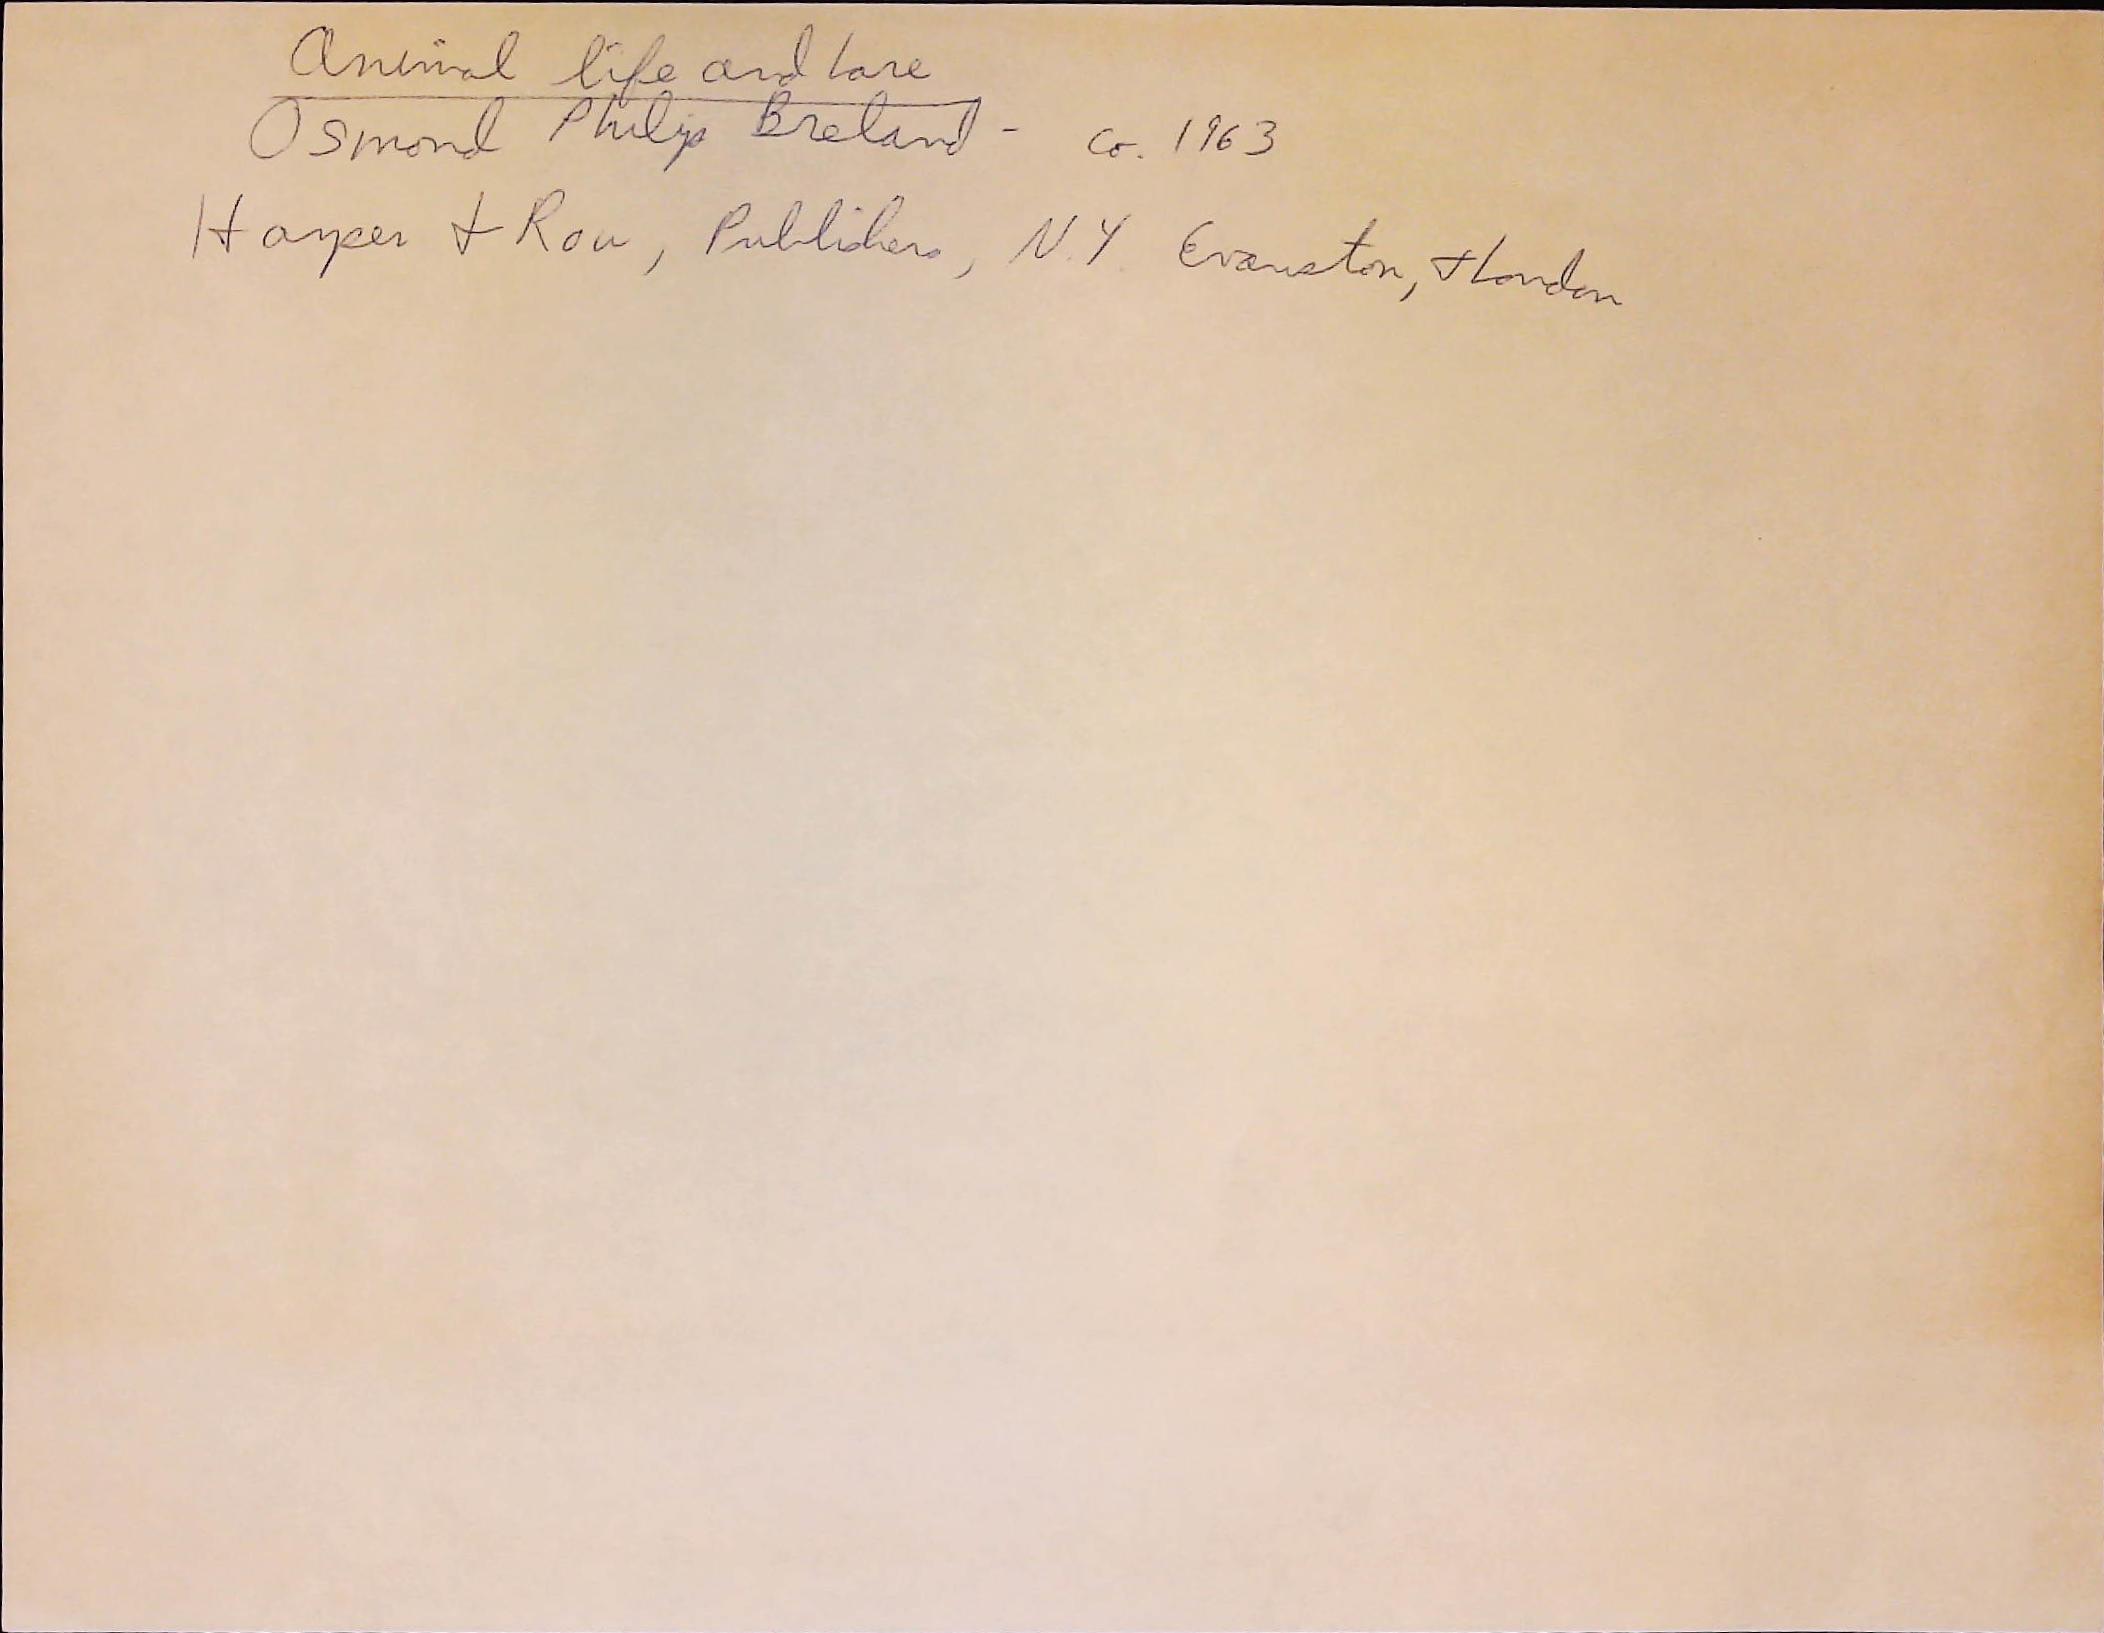 Animal life and lore
Osmond Philip Breland - co. 1963
Harper & Row, Publishers, N.Y. Evanston, & London